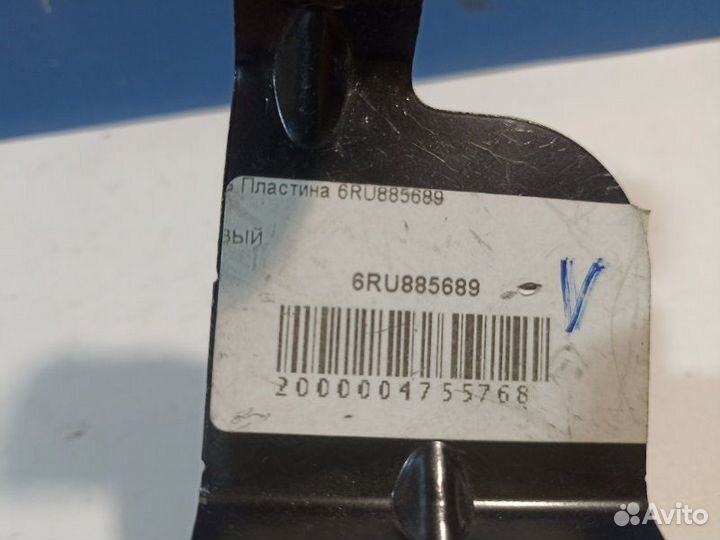 Пластина 6RU885689
вый
6RU885689
V
2000004755768
Avito